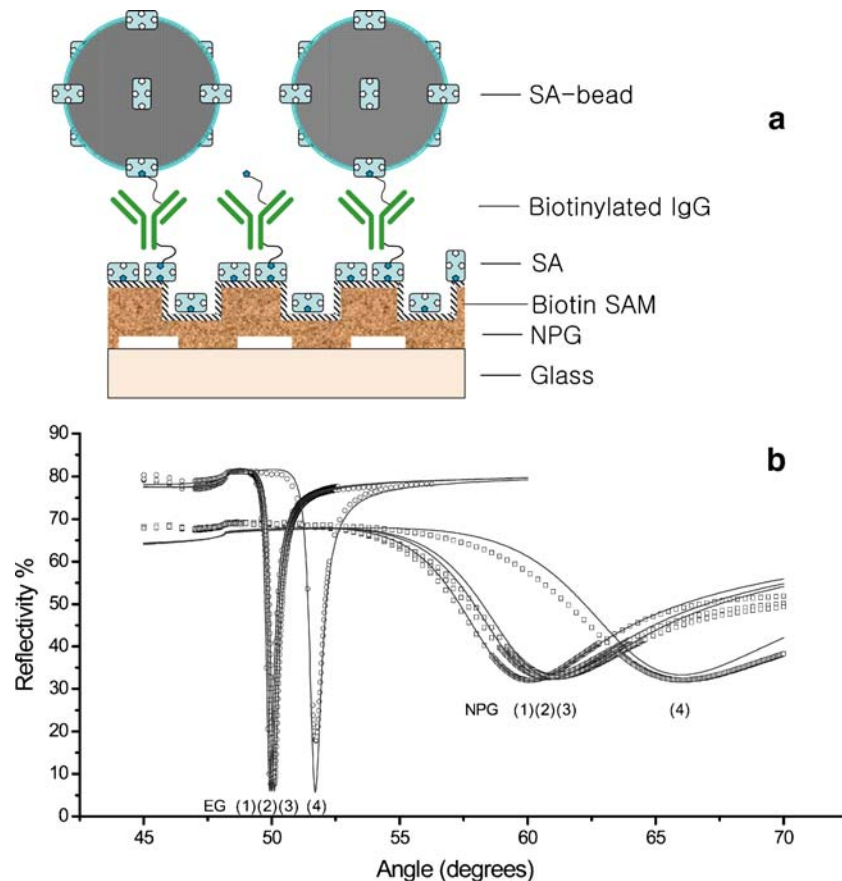 SA-bead
a
Biotinylated IgG
SA
Biotin SAM
NPG
Glass
b
90
80
70
60
50
40
30
20
10
0
Reflectivity %
NPG (1)(2)(3) (4)
EG (1)(2)(3) (4)
45 50 55 60 65 70
Angle (degrees)